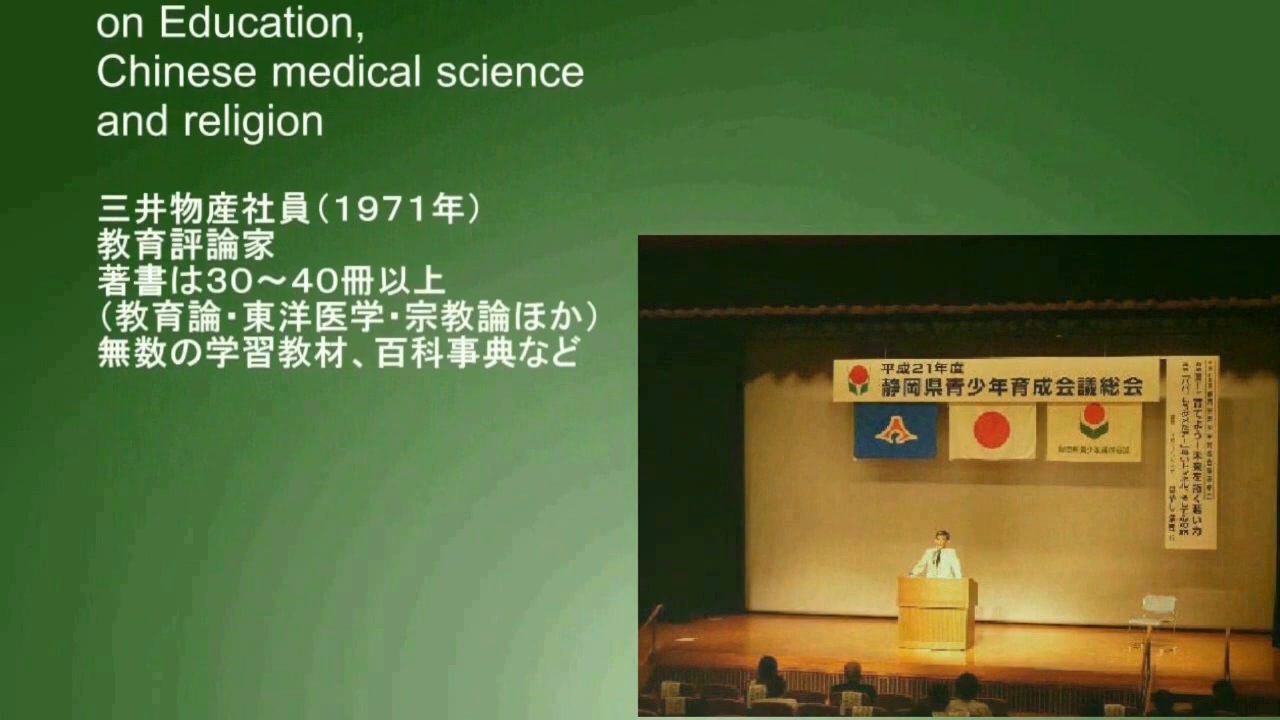 on Education,
Chinese medical science
and religion
三井物産社員(1971年)
教育評論家
著書は30～40冊以上
(教育論・東洋医学・宗教論ほか)
無数の学習教材、百科事典など
平成21年度
静岡県青少年育成会議総会